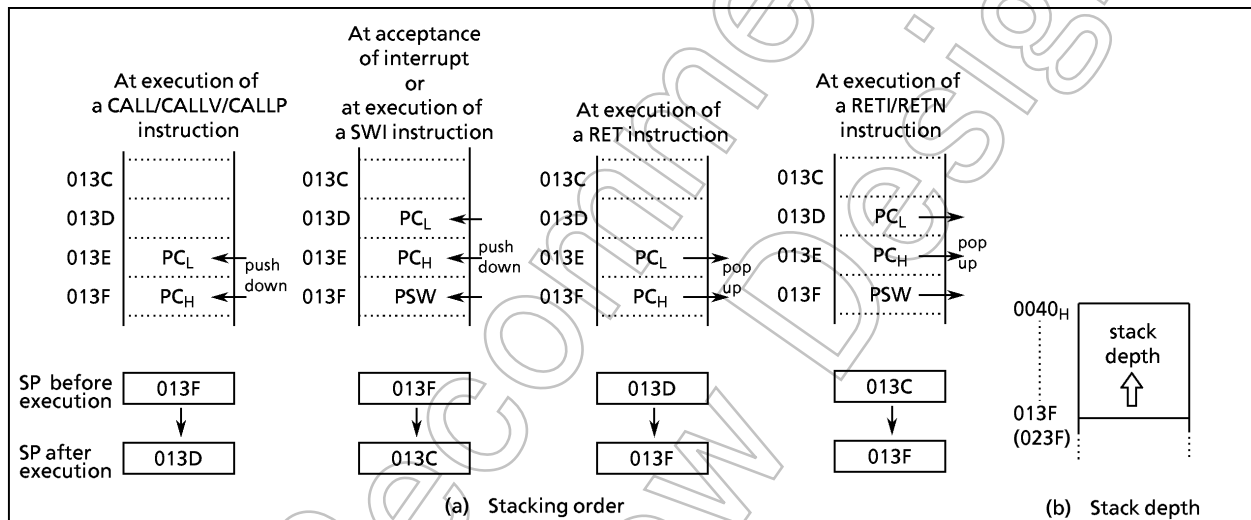 At execution of
a CALL/CALLV/CALLP
instruction
013C
013D
013E PCL
013F PCH
push
down
At acceptance
of interrupt
or
at execution of
a SWI instruction
013C
013D PCL
013E PCH
013F PSW
push
down
At execution of
a RET instruction
013C
013D
013E PCL
013F PCH
pop
up
At execution of
a RETI/RETN
instruction
013C
013D PCL
013E PCH
013F PSW
pop
up
SP before
execution
013F
013F
013D
013C
SP after
execution
013D
013C
013F
013F
(a) Stacking order
0040H
stack
depth
013F
(023F)
(b) Stack depth